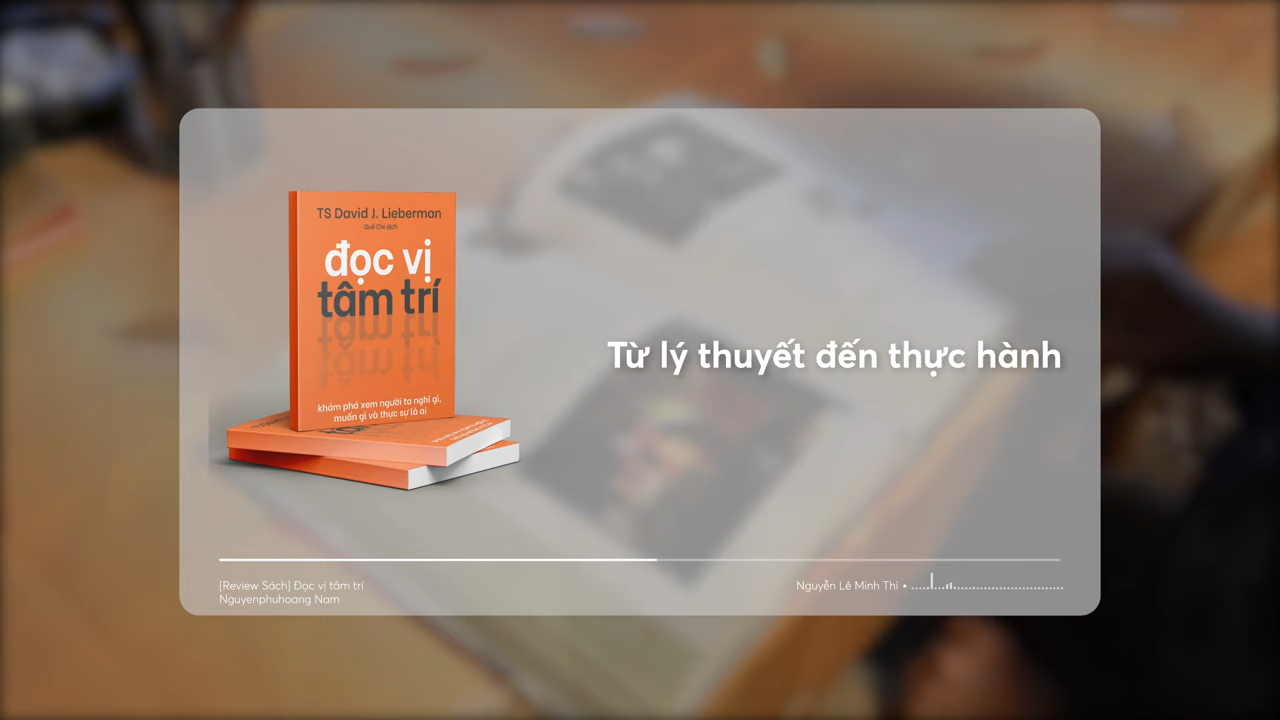 TS David J. Lieberman
Quế Chi dịch
đọc vị
tâm trí
khám phá xem người ta nghĩ gì,
muốn gì và thực sự là ai
Từ lý thuyết đến thực hành
[Review Sách] Đọc vị tâm trí
Nguyenphuhoang Nam
Nguyễn Lê Minh Thi •